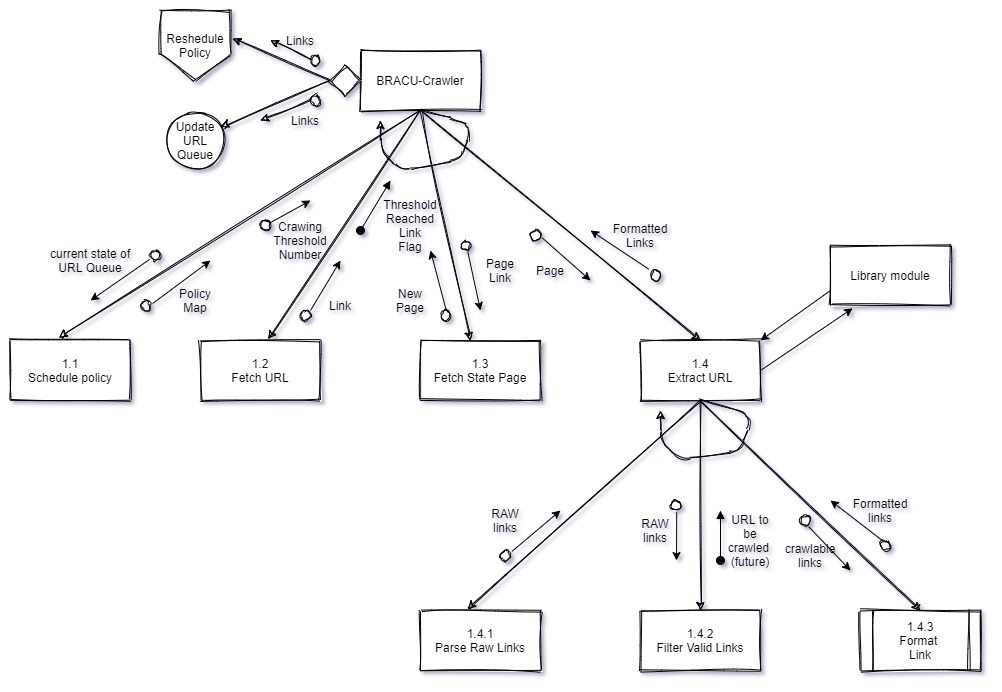 Reshedule
Policy
Links
BRACU-Crawler
Links
Update
URL
Queue
current state of
URL Queue
Policy
Map
Crawing
Threshold
Number
Threshold
Reached
Link
Flag
Link
New
Page
Page
Link
Page
Formatted
Links
Library module
1.1
Schedule policy
1.2
Fetch URL
1.3
Fetch State Page
1.4
Extract URL
RAW
links
RAW
links
URL to
be
crawled
(future)
crawlable
links
Formatted
links
1.4.1
Parse Raw Links
1.4.2
Filter Valid Links
1.4.3
Format
Link